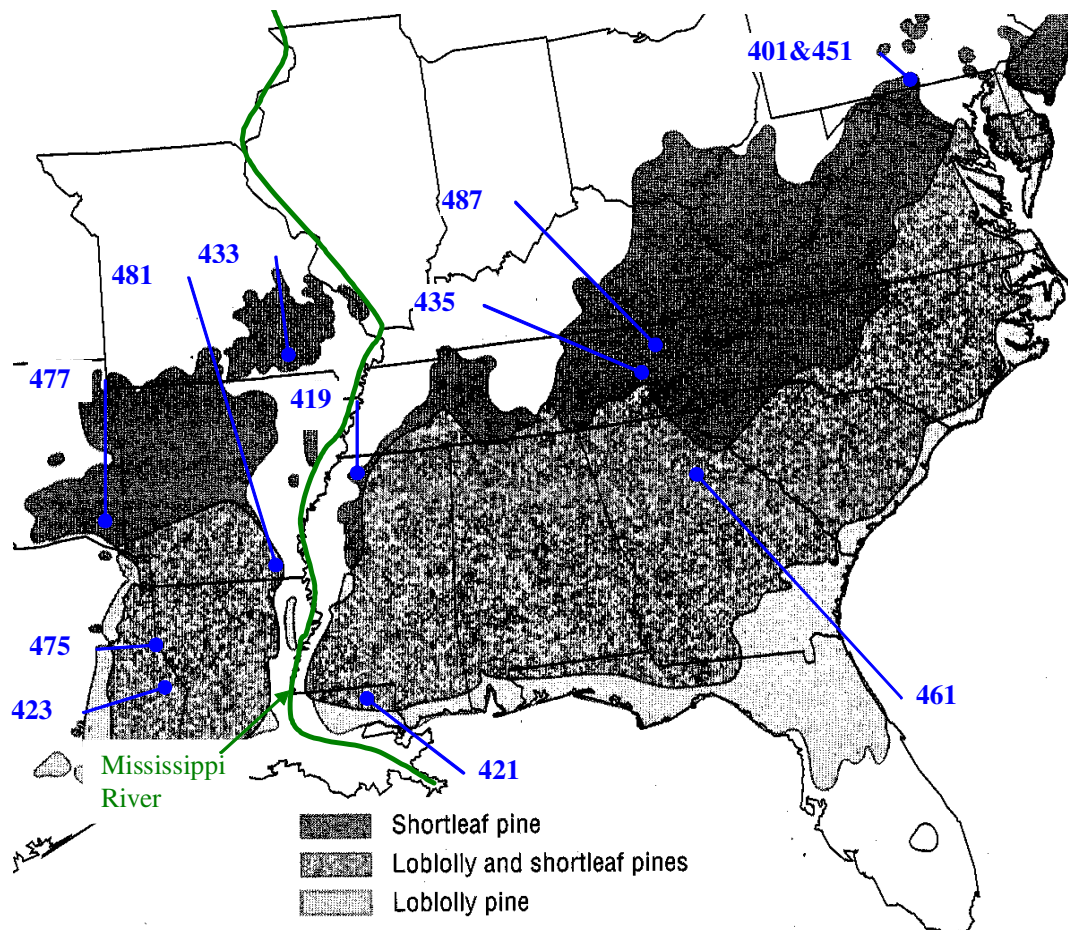 401&451
487
433
481
435
477
419
475
423
461
421
Mississippi
River
Shortleaf pine
Loblolly and shortleaf pines
Loblolly pine